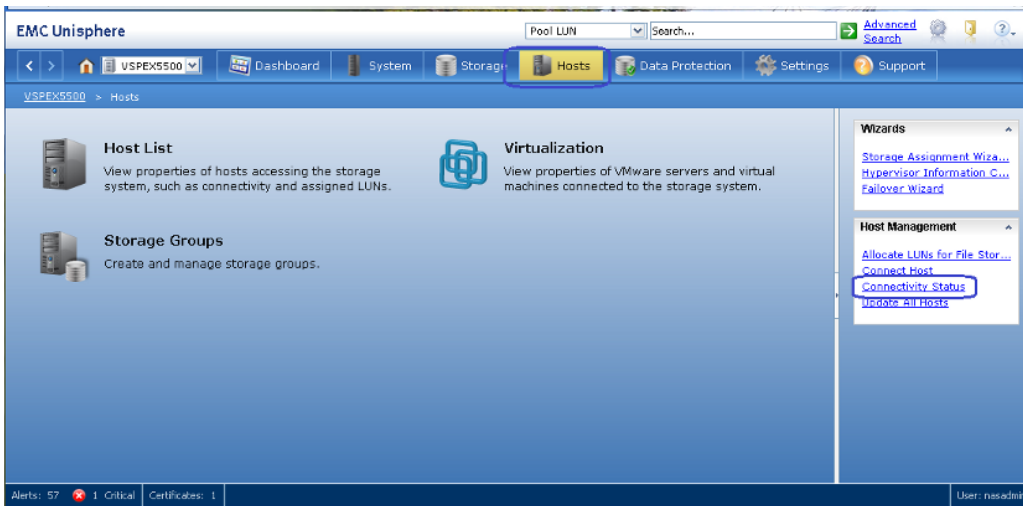 EMC Unisphere
Pool LUN
Search...
Advanced
Search
VSPEX5500
Dashboard
System
Storage
Hosts
Data Protection
Settings
Support
VSPEX5500 > Hosts
Host List
View properties of hosts accessing the storage
system, such as connectivity and assigned LUNs.
Virtualization
View properties of VMware servers and virtual
machines connected to the storage system.
Storage Groups
Create and manage storage groups.
Wizards
Storage Assignment Wiza...
Hypervisor Information C...
Failover Wizard
Host Management
Allocate LUNs for File Stor...
Connect Host
Connectivity Status
Update All Hosts
Alerts: 57
1 Critical
Certificates: 1
User: nasadmin